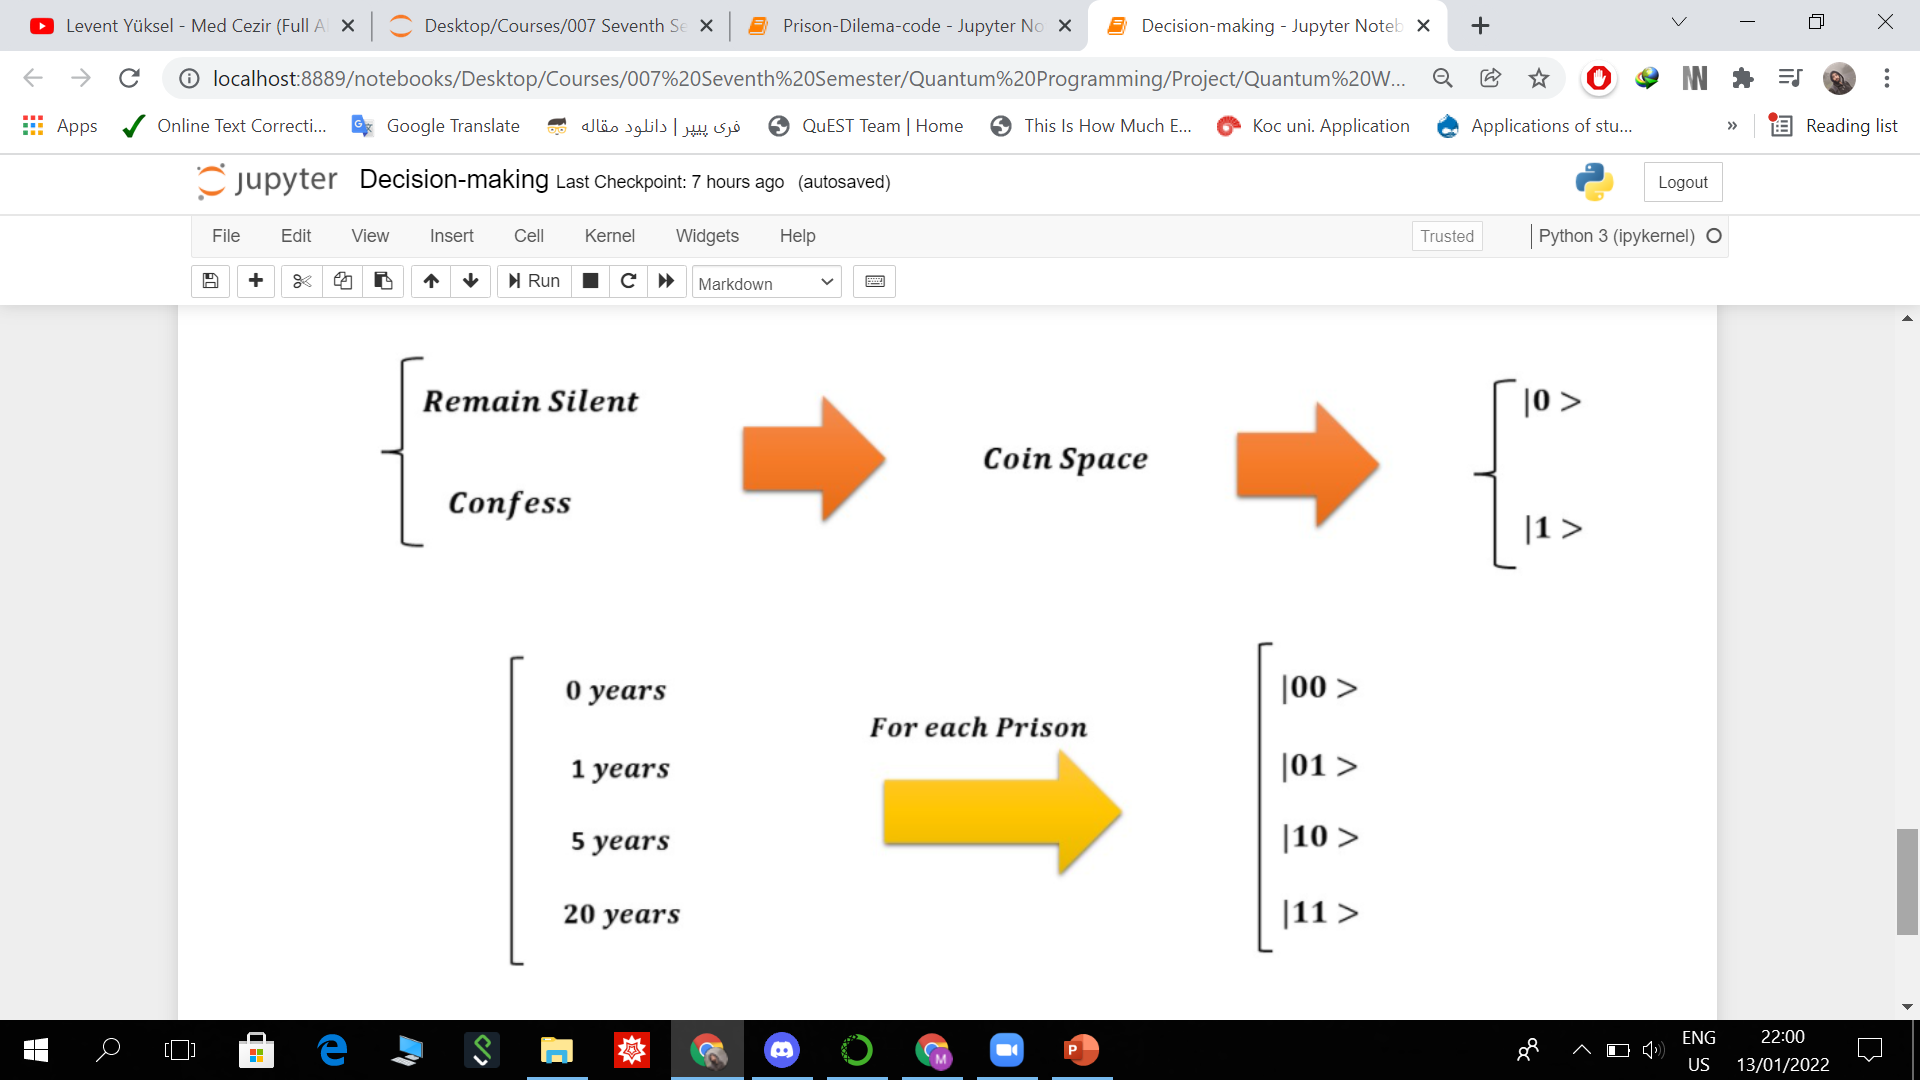 Levent Yüksel - Med Cezir (Full A
Desktop/Courses/007 Seventh Se
Prison-Dilema-code - Jupyter No
Decision-making - Jupyter Noteb
localhost:8889/notebooks/Desktop/Courses/007%20Seventh%20Semester/Quantum%20Programming/Project/Quantum%20W...
Apps
Online Text Correcti...
Google Translate
فری پیپر | دانلود مقاله
QuEST Team | Home
This Is How Much E...
Koc uni. Application
Applications of stu...
»
Reading list
jupyter
Decision-making Last Checkpoint: 7 hours ago (autosaved)
Logout
File Edit View Insert Cell Kernel Widgets Help
Trusted
Python 3 (ipykernel)
Run
Markdown
Remain Silent
Confess
Coin Space
|0 >
|1 >
0 years
1 years
5 years
20 years
For each Prison
|00 >
|01 >
|10 >
|11 >
ENG
US
22:00
13/01/2022